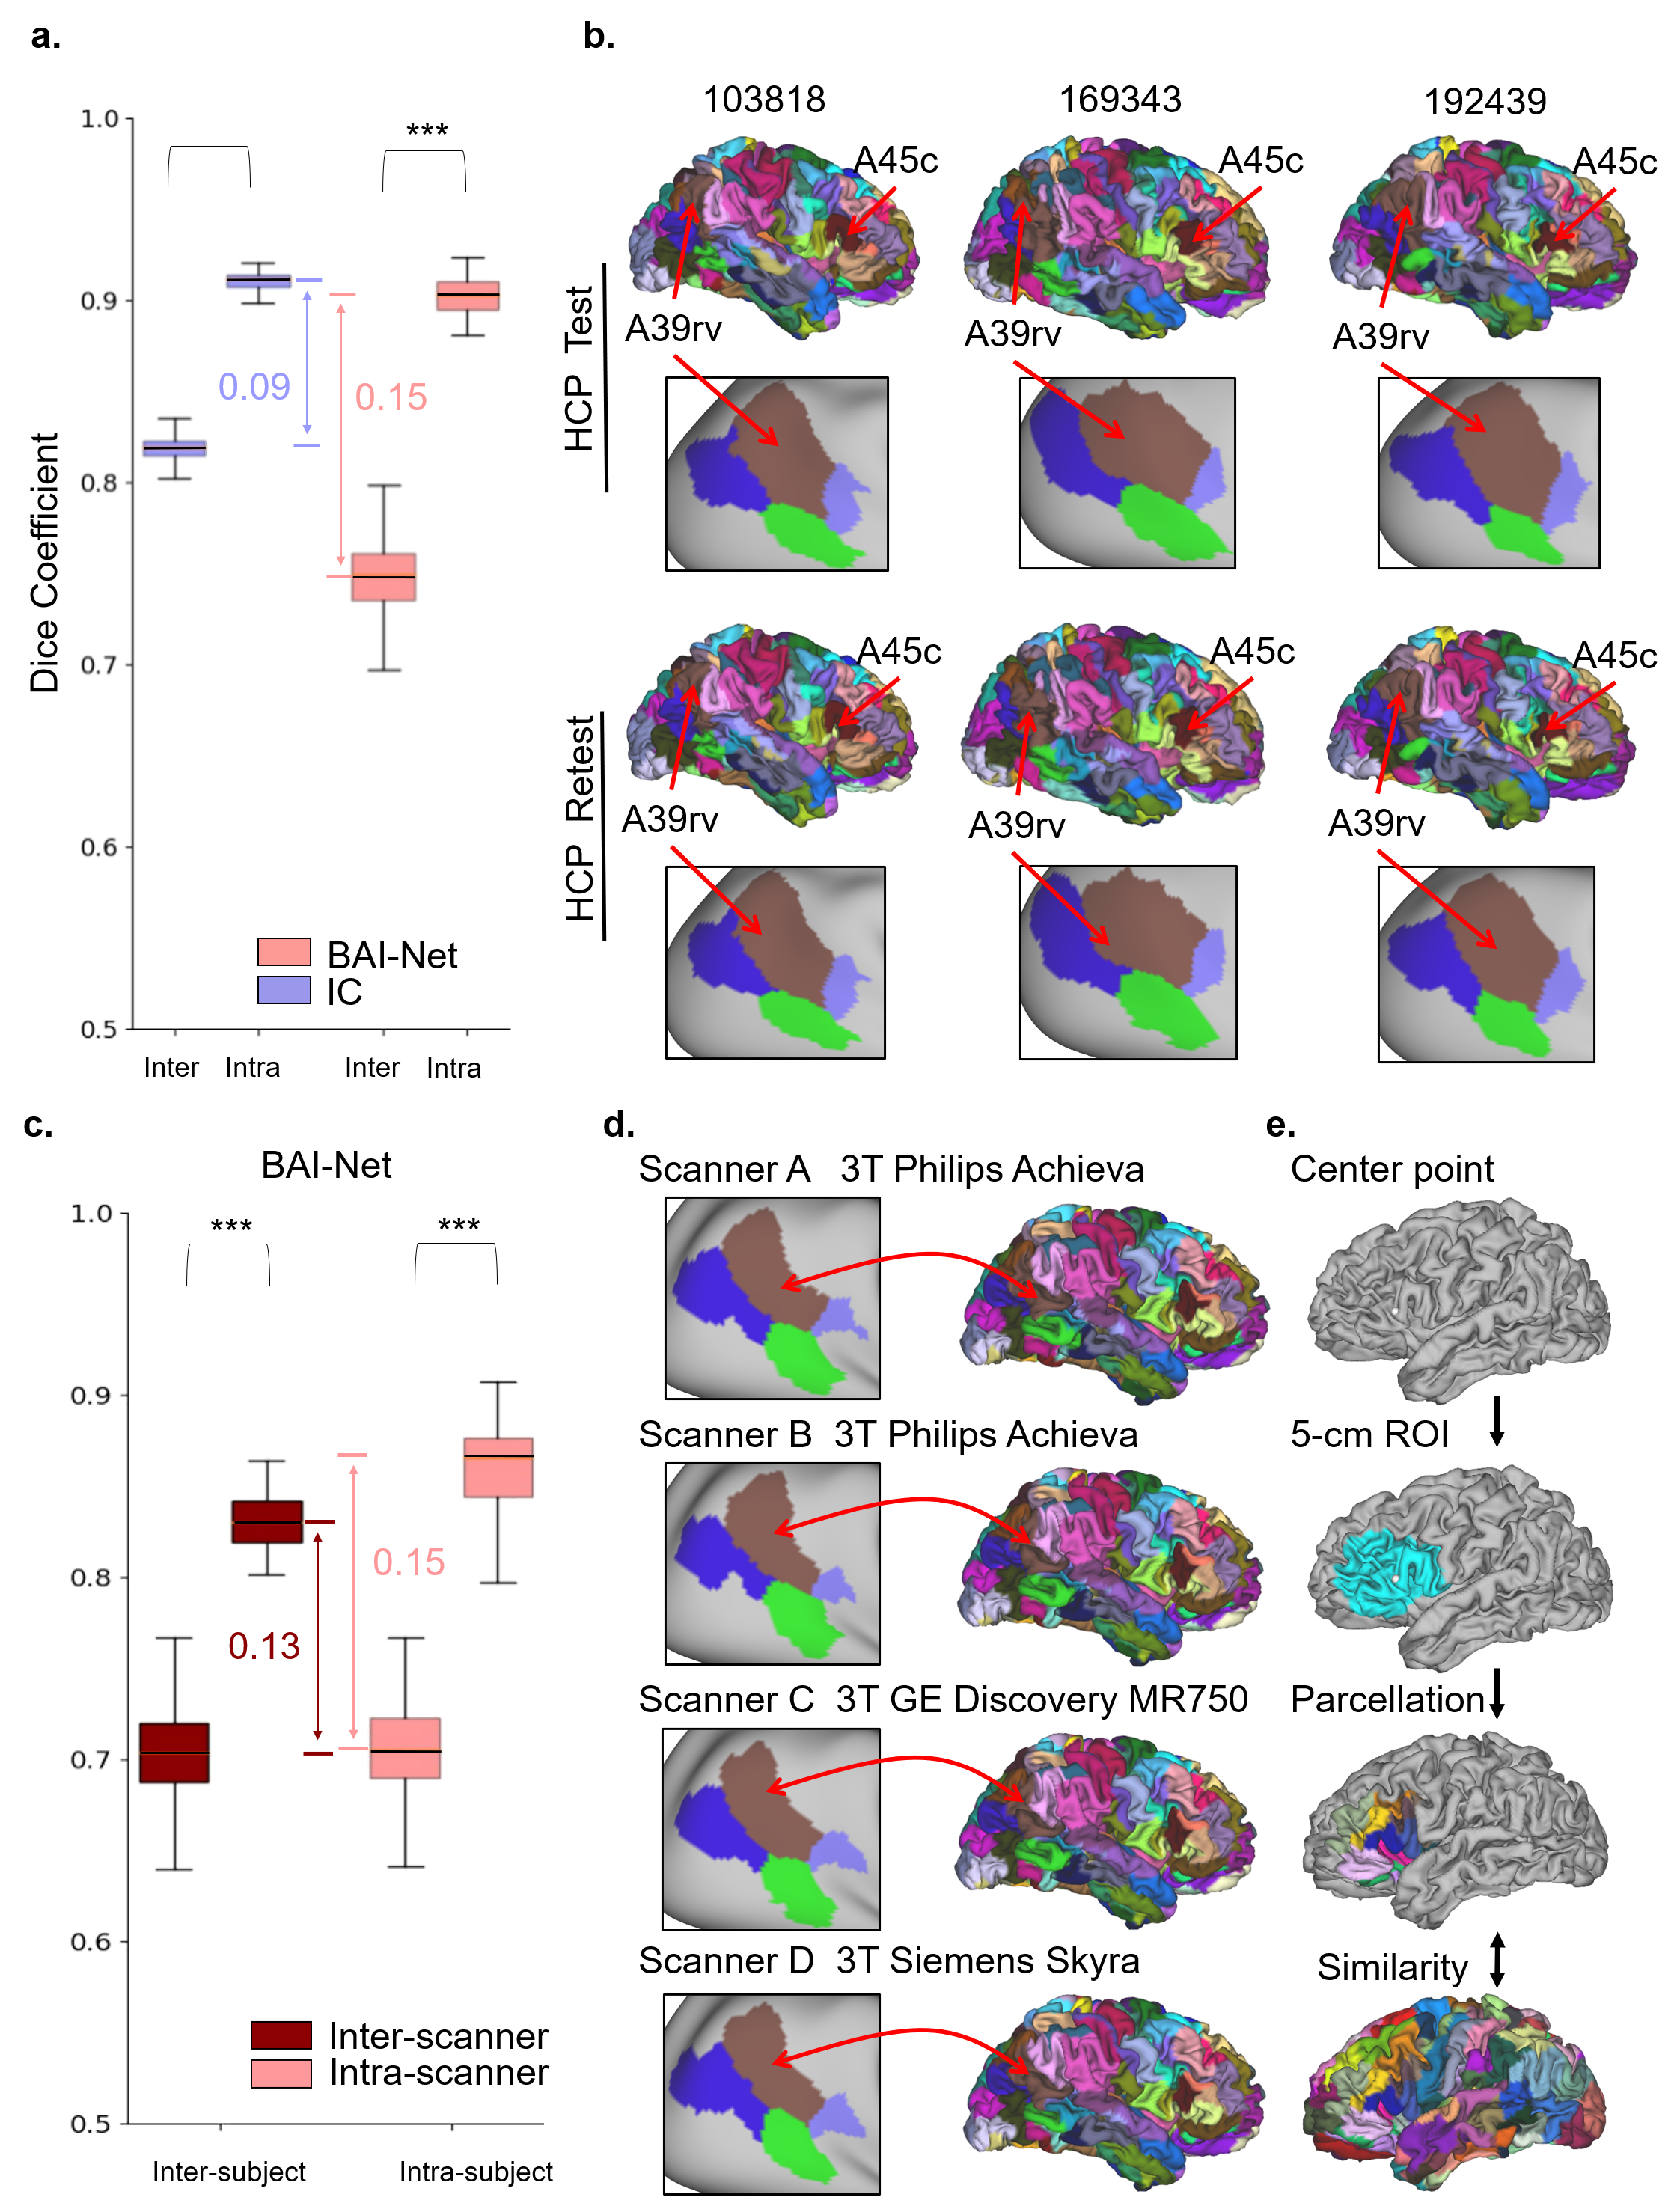 a.
1.0
0.9
0.8
0.7
0.6
0.5
Dice Coefficient
***
0.09
0.15
BAI-Net
IC
Inter Intra Inter Intra
b.
103818 169343 192439
HCP Test
A45c A45c A45c
A39rv A39rv A39rv
HCP Retest
A45c A45c A45c
A39rv A39rv A39rv
c.
BAI-Net
1.0
0.9
0.8
0.7
0.6
0.5
*** ***
0.13
0.15
Inter-scanner
Intra-scanner
Inter-subject Intra-subject
d.
Scanner A 3T Philips Achieva
Scanner B 3T Philips Achieva
Scanner C 3T GE Discovery MR750
Scanner D 3T Siemens Skyra
e.
Center point
5-cm ROI
Parcellation
Similarity